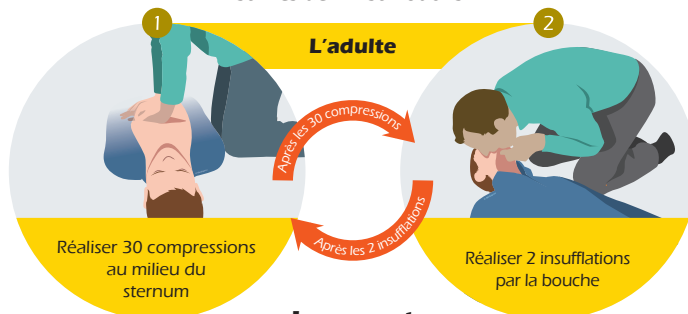 1
2
L'adulte
Après les 30 compressions
Après les 2 insufflations
Réaliser 30 compressions
au milieu du
sternum
Réaliser 2 insufflations
par la bouche